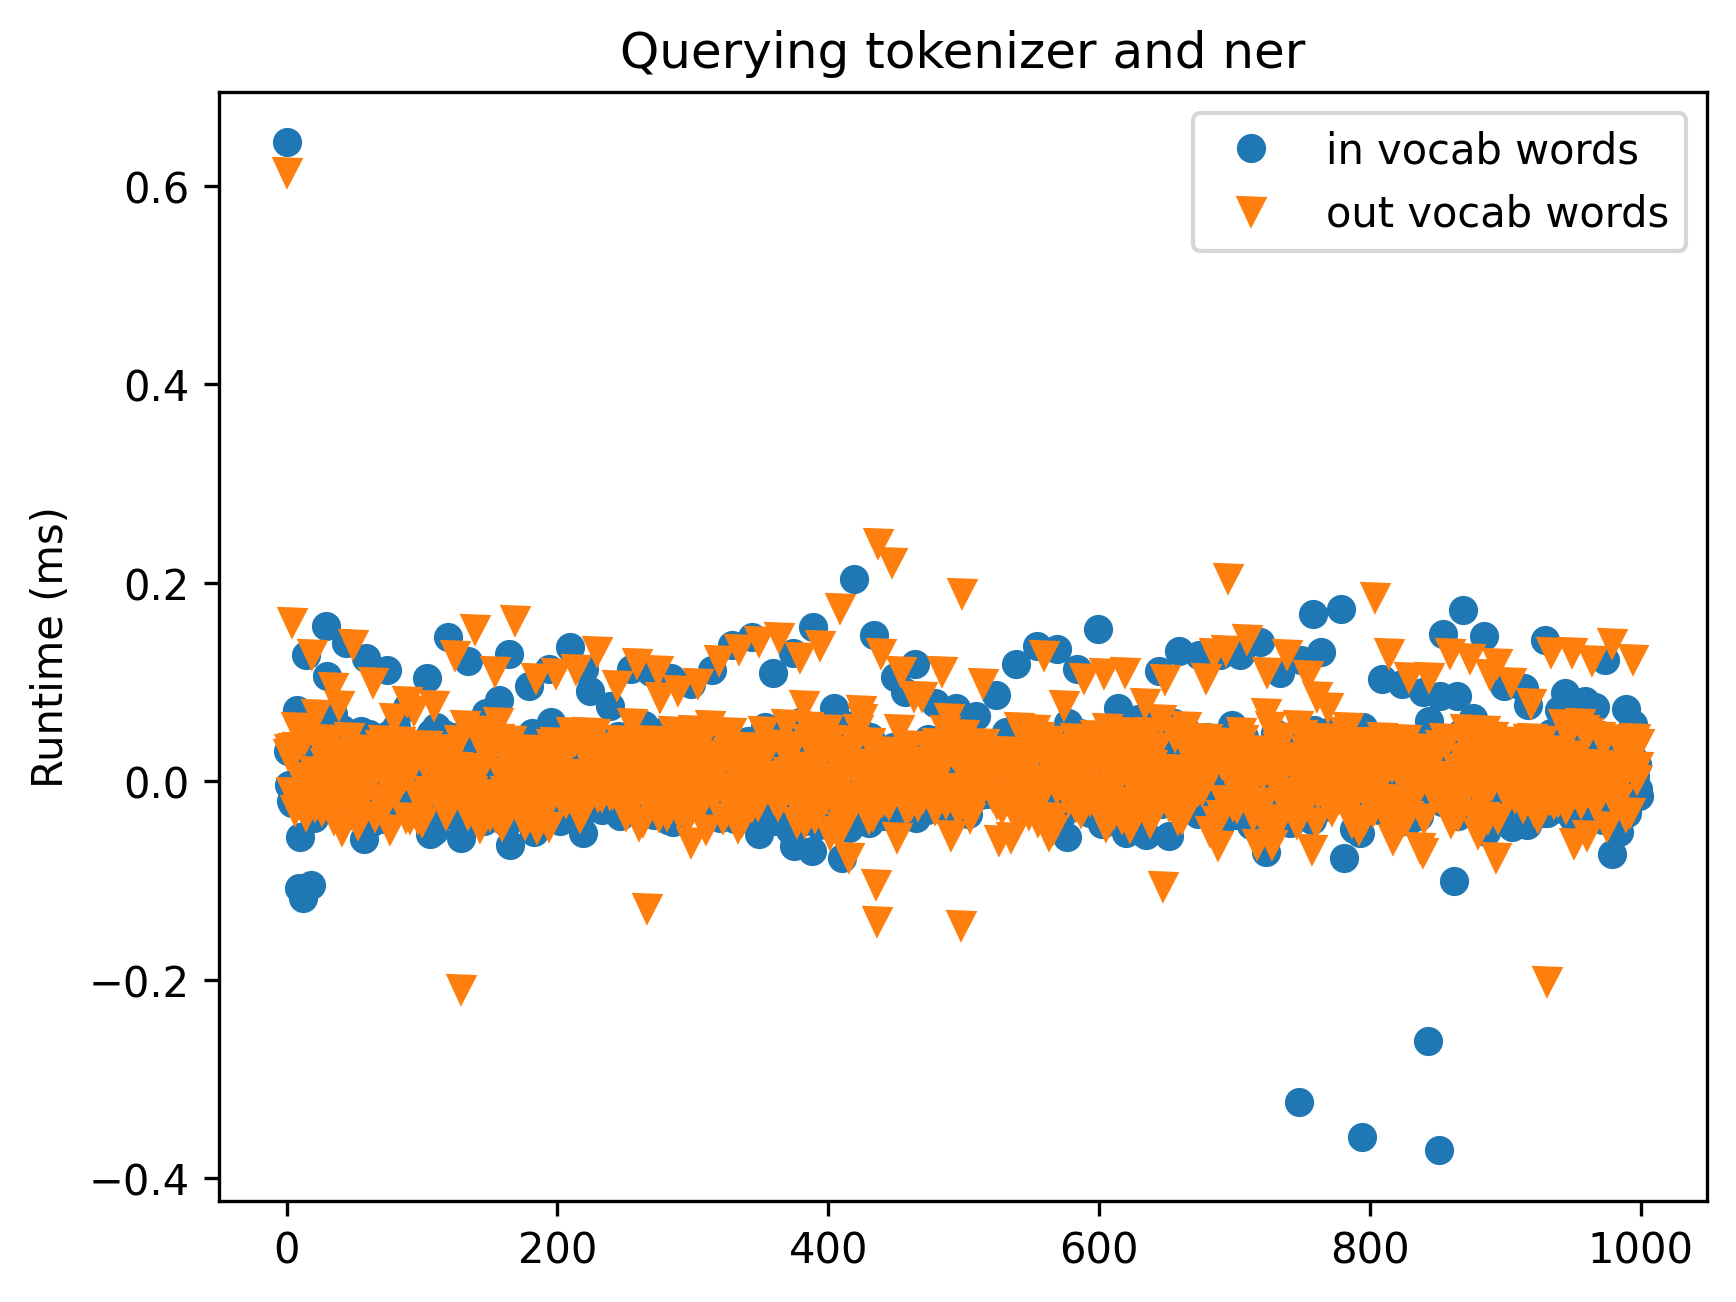 Querying tokenizer and ner
in vocab words
out vocab words
Runtime (ms)
0.6
0.4
0.2
0.0
−0.2
−0.4
0 200 400 600 800 1000